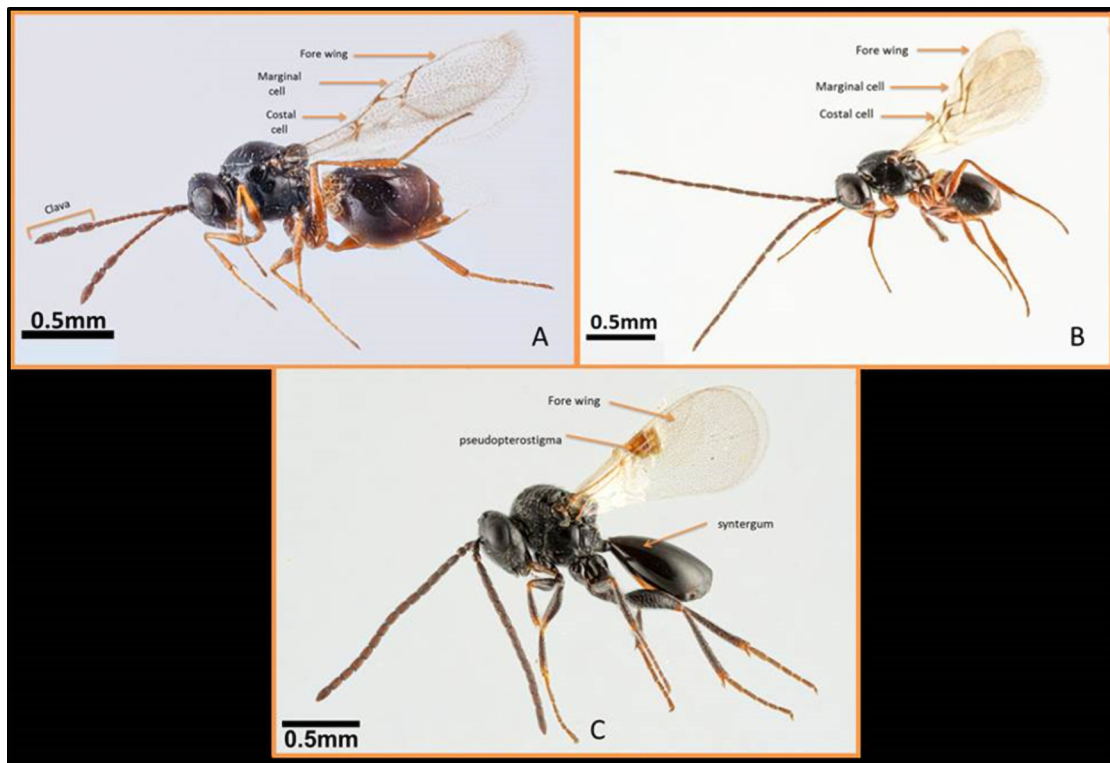 Fore wing
Marginal
cell
Costal
cell
Clava
0.5mm
A
Fore wing
Marginal cell
Costal cell
0.5mm
B
Fore wing
pseudopterostigma
syntergum
0.5mm
C